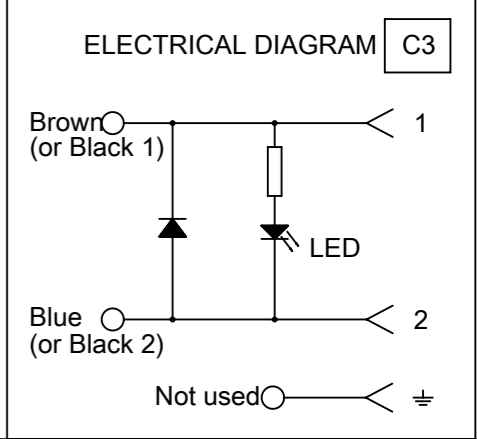 ELECTRICAL DIAGRAM C3
Brown 1
(or Black 1)
LED
Blue 2
(or Black 2)
Not used